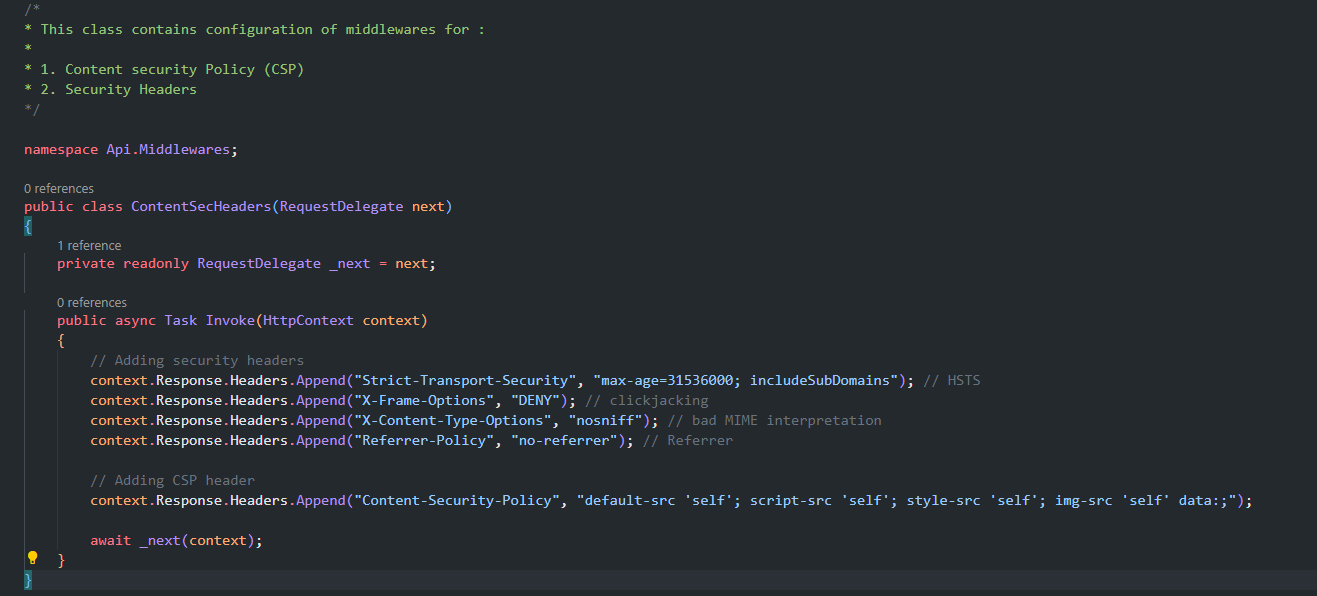 /*
* This class contains configuration of middlewares for :
*
* 1. Content security Policy (CSP)
* 2. Security Headers
*/
namespace Api.Middlewares;
0 references
public class ContentSecHeaders(RequestDelegate next)
{
1 reference
private readonly RequestDelegate _next = next;
0 references
public async Task Invoke(HttpContext context)
{
// Adding security headers
context.Response.Headers.Append("Strict-Transport-Security", "max-age=31536000; includeSubDomains"); // HSTS
context.Response.Headers.Append("X-Frame-Options", "DENY"); // clickjacking
context.Response.Headers.Append("X-Content-Type-Options", "nosniff"); // bad MIME interpretation
context.Response.Headers.Append("Referrer-Policy", "no-referrer"); // Referrer
// Adding CSP header
context.Response.Headers.Append("Content-Security-Policy", "default-src 'self'; script-src 'self'; style-src 'self'; img-src 'self' data:;");
await _next(context);
}
}